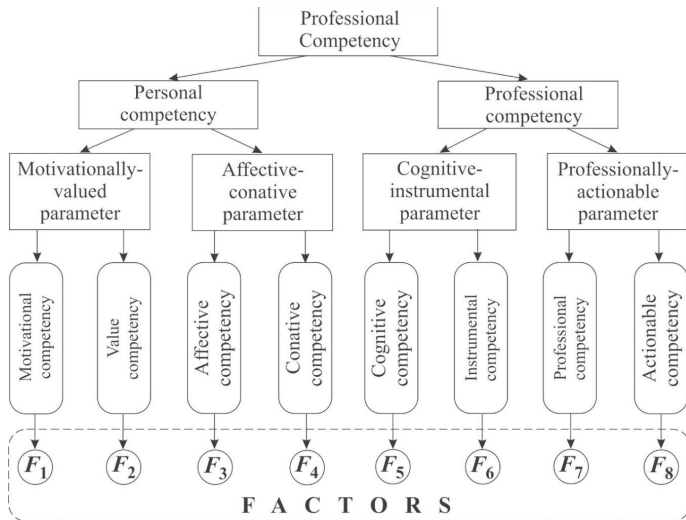 Professional
Competency
Personal
competency
Professional
competency
Motivationally-
valued
parameter
Affective-
conative
parameter
Cognitive-
instrumental
parameter
Professionally-
actionable
parameter
Motivational
competency
Value
competency
Affective
competency
Conative
competency
Cognitive
competency
Instrumental
competency
Professional
competency
Actionable
competency
F1
F2
F3
F4
F5
F6
F7
F8
F A C T O R S